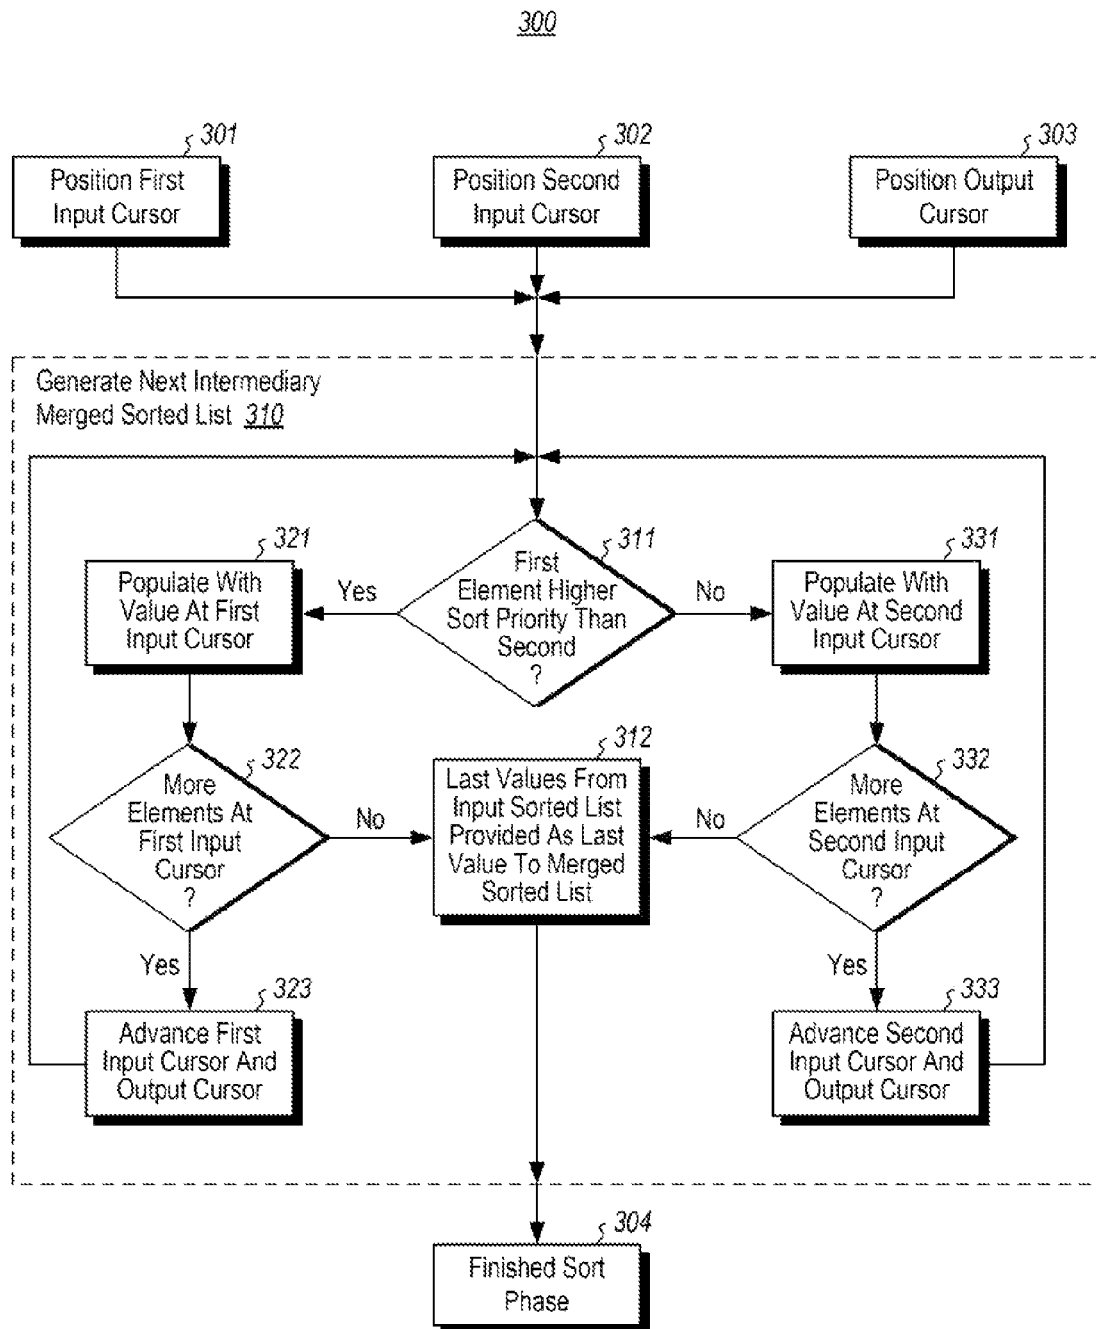 300
301
Position First
Input Cursor
302
Position Second
Input Cursor
303
Position Output
Cursor
Generate Next Intermediary
Merged Sorted List 310
311
First
Element Higher
Sort Priority Than
Second
?
Yes
No
321
Populate With
Value At First
Input Cursor
331
Populate With
Value At Second
Input Cursor
322
More
Elements At
First Input
Cursor
?
No
312
Last Values From
Input Sorted List
Provided As Last
Value To Merged
Sorted List
No
332
More
Elements At
Second Input
Cursor
?
Yes
323
Advance First
Input Cursor And
Output Cursor
Yes
333
Advance Second
Input Cursor And
Output Cursor
304
Finished Sort
Phase